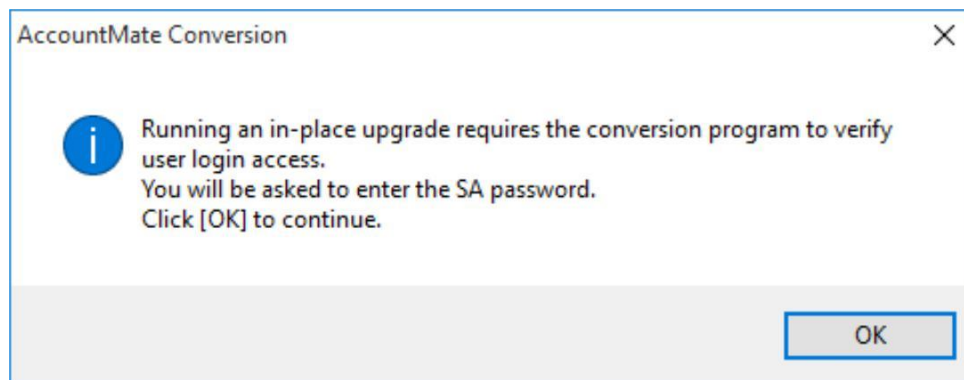 AccountMate Conversion
Running an in-place upgrade requires the conversion program to verify
user login access.
You will be asked to enter the SA password.
Click [OK] to continue.
OK